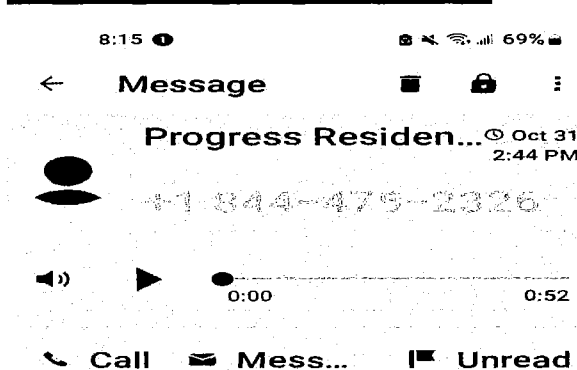 8:15 69%
Message
Progress Residen... Oct 31
2:44 PM
+1 844-479-2326
0:00 0:52
Call Mess... Unread